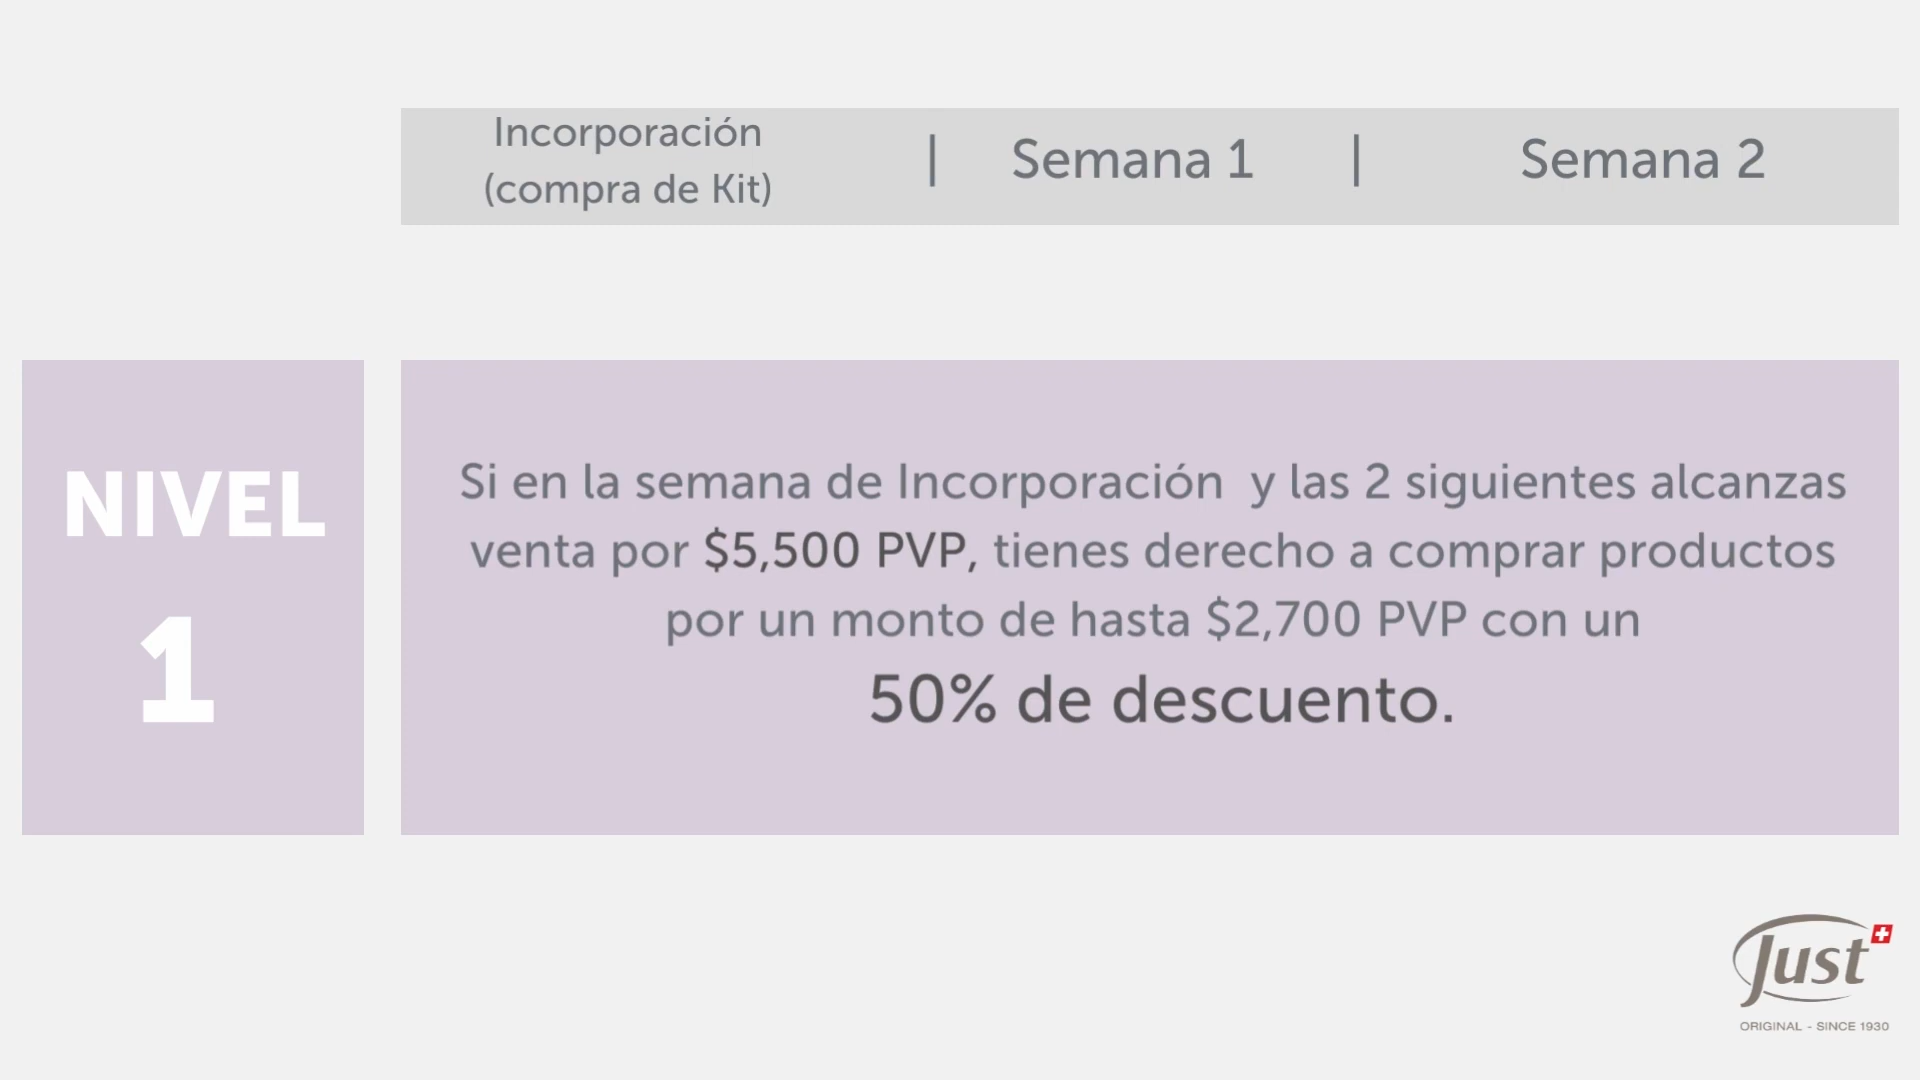 Incorporación
(compra de Kit)
| Semana 1 | Semana 2
NIVEL
1
Si en la semana de Incorporación y las 2 siguientes alcanzas
venta por $5,500 PVP, tienes derecho a comprar productos
por un monto de hasta $2,700 PVP con un
50% de descuento.
Just
ORIGINAL - SINCE 1930